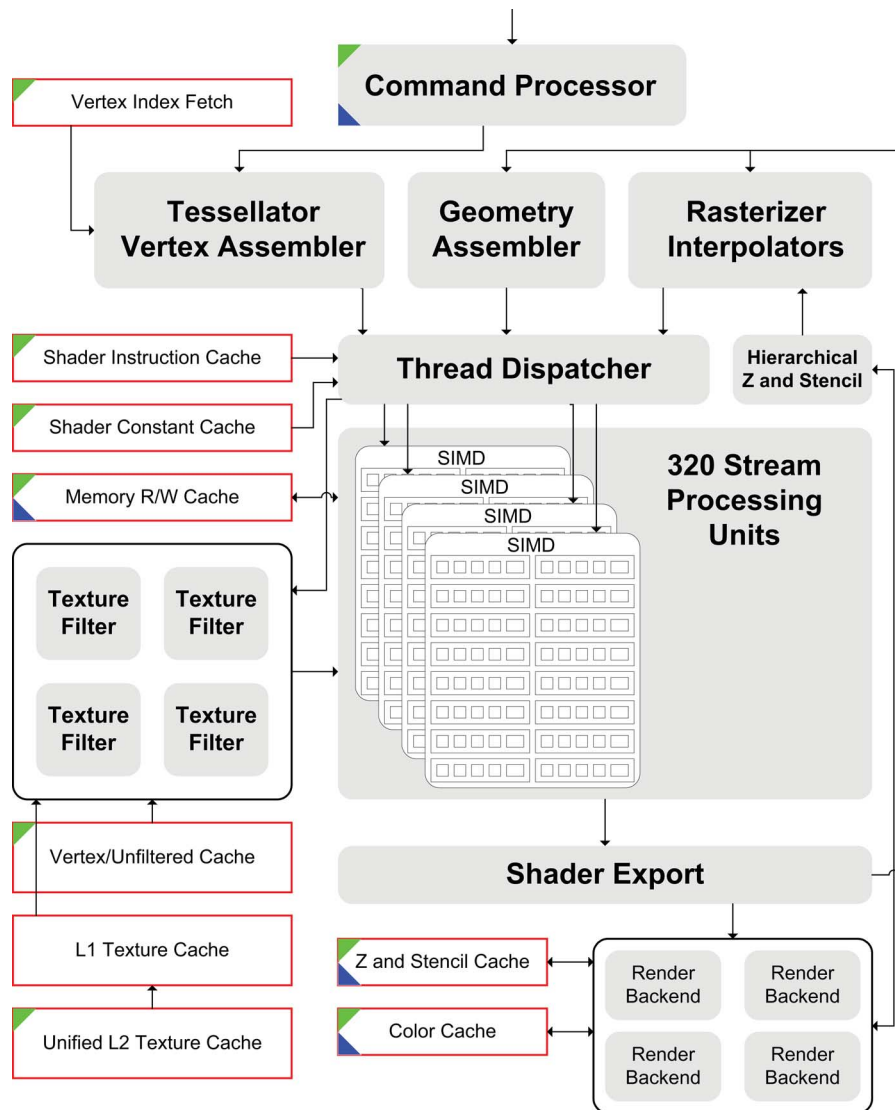 Command Processor
Vertex Index Fetch
Tessellator
Vertex Assembler
Geometry
Assembler
Rasterizer
Interpolators
Shader Instruction Cache
Thread Dispatcher
Hierarchical
Z and Stencil
Shader Constant Cache
Memory R/W Cache
SIMD
SIMD
SIMD
SIMD
320 Stream
Processing
Units
Texture
Filter
Texture
Filter
Texture
Filter
Texture
Filter
Vertex/Unfiltered Cache
Shader Export
L1 Texture Cache
Unified L2 Texture Cache
Z and Stencil Cache
Color Cache
Render
Backend
Render
Backend
Render
Backend
Render
Backend